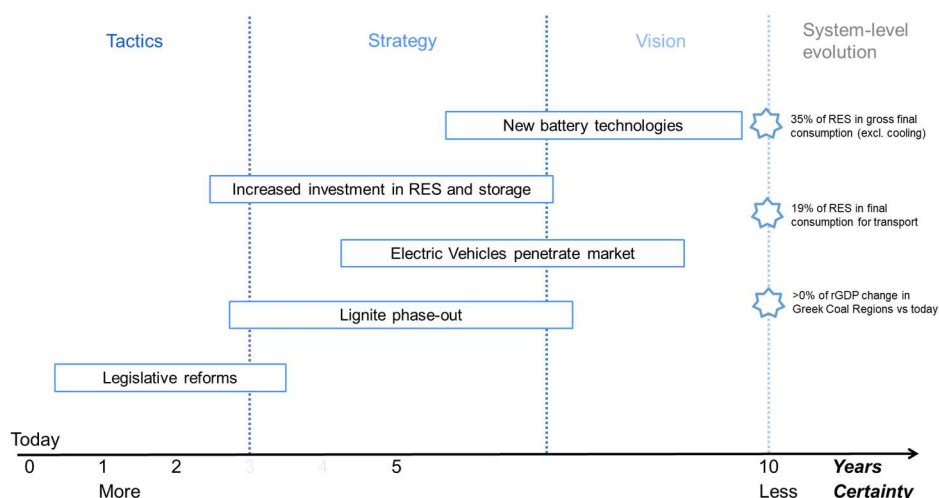 Tactics
Strategy
Vision
System-level
evolution
New battery technologies
35% of RES in gross final
consumption (excl. cooling)
Increased investment in RES and storage
19% of RES in final
consumption for transport
Electric Vehicles penetrate market
>0% of rGDP change in
Greek Coal Regions vs today
Lignite phase-out
Legislative reforms
Today
0 1 2 3 4 5 10 Years
More Less Certainty